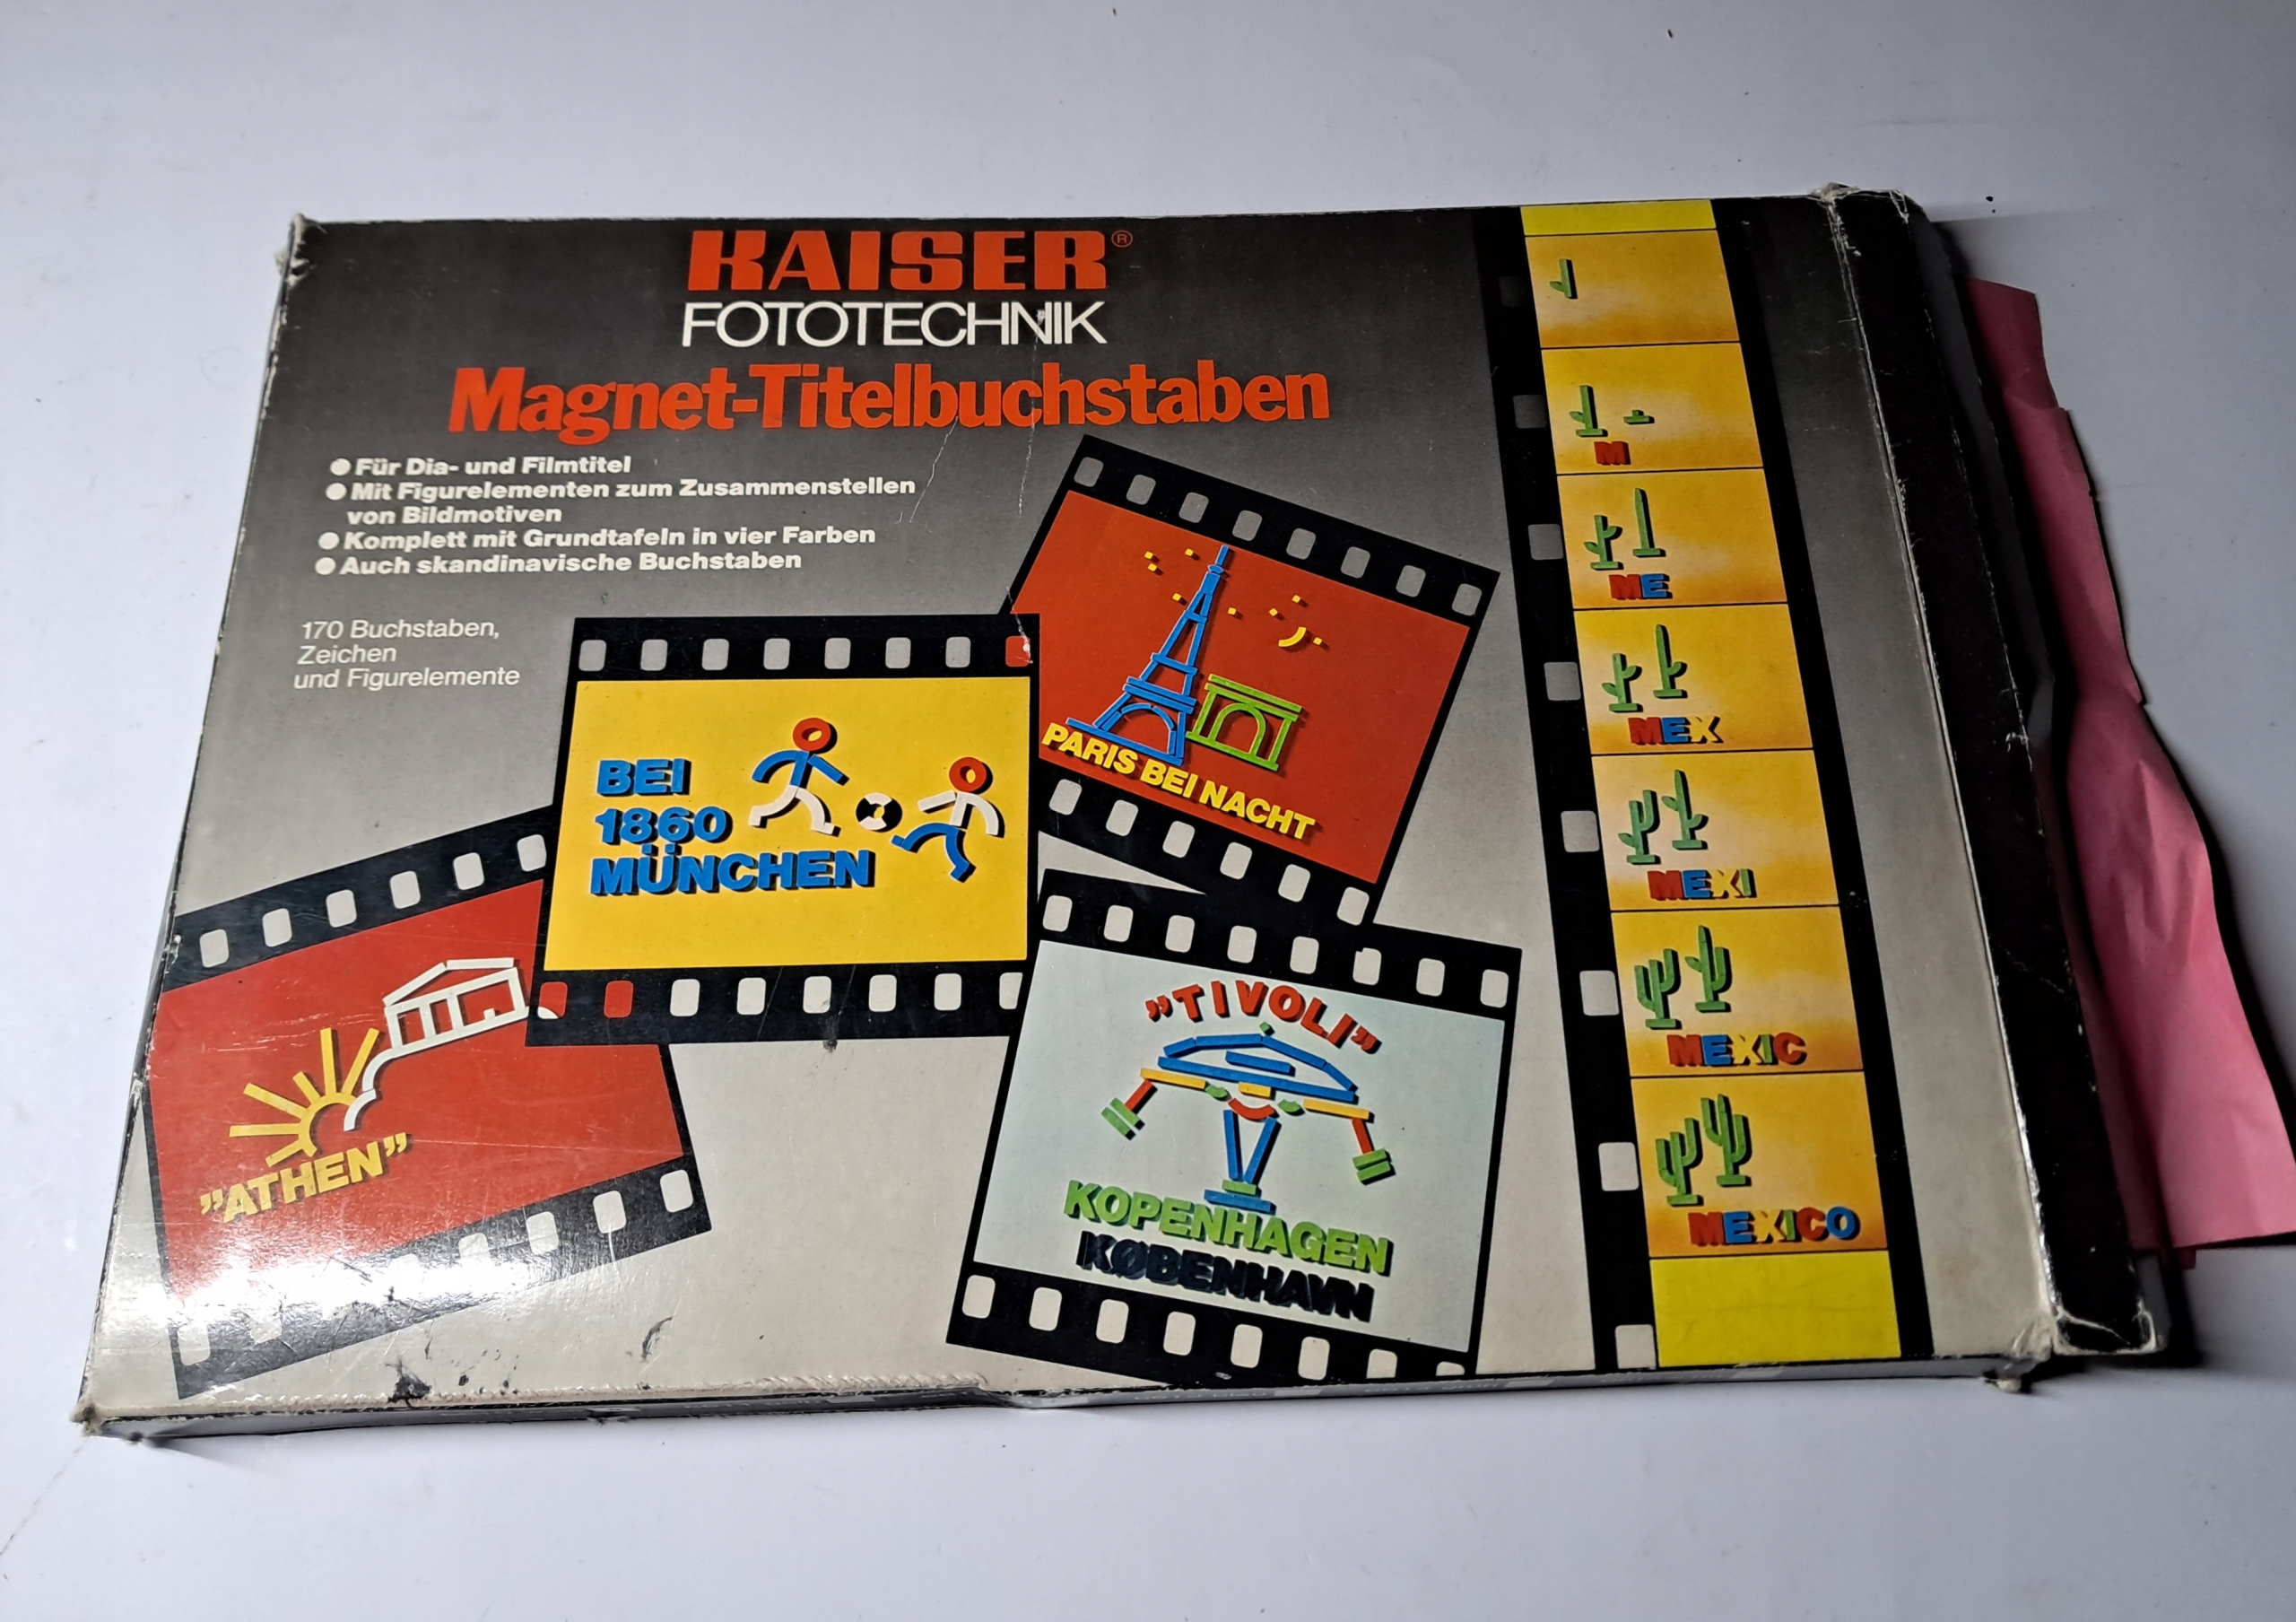 KAISER®
FOTOTECHNIK
Magnet-Titelbuchstaben
● Für Dia- und Filmtitel
● Mit Figurelementen zum Zusammenstellen
von Bildmotiven
● Komplett mit Grundtafeln in vier Farben
● Auch skandinavische Buchstaben
170 Buchstaben,
Zeichen
und Figurelemente
BEI
1860
MÜNCHEN
PARIS BEI NACHT
"ATHEN"
"TIVOLI"
KOPENHAGEN
KØBENHAVN
M
ME
MEX
MEXI
MEXIC
MEXICO